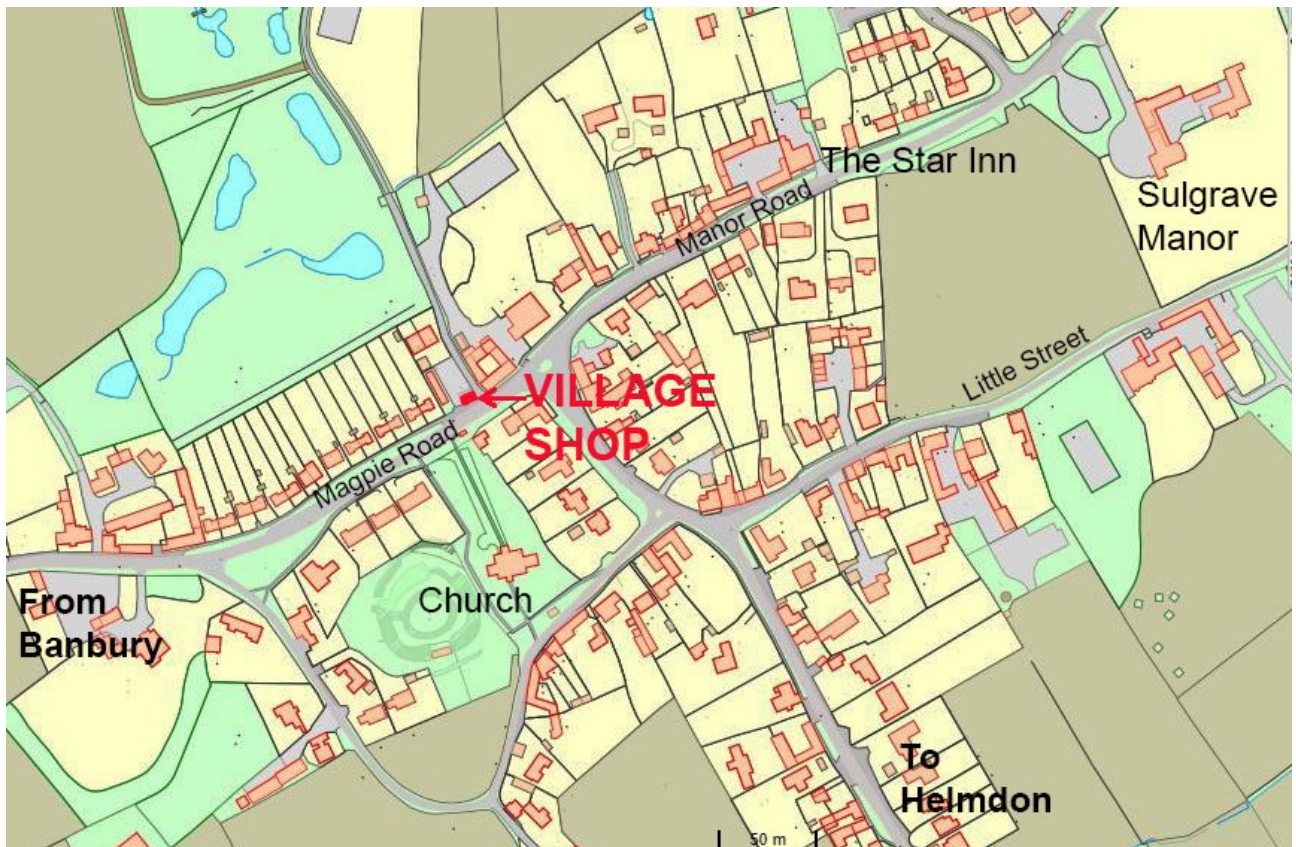 The Star Inn
Manor Road
Sulgrave
Manor
Little Street
VILLAGE
SHOP
Magpie Road
From
Banbury
Church
To
Helmdon
50 m